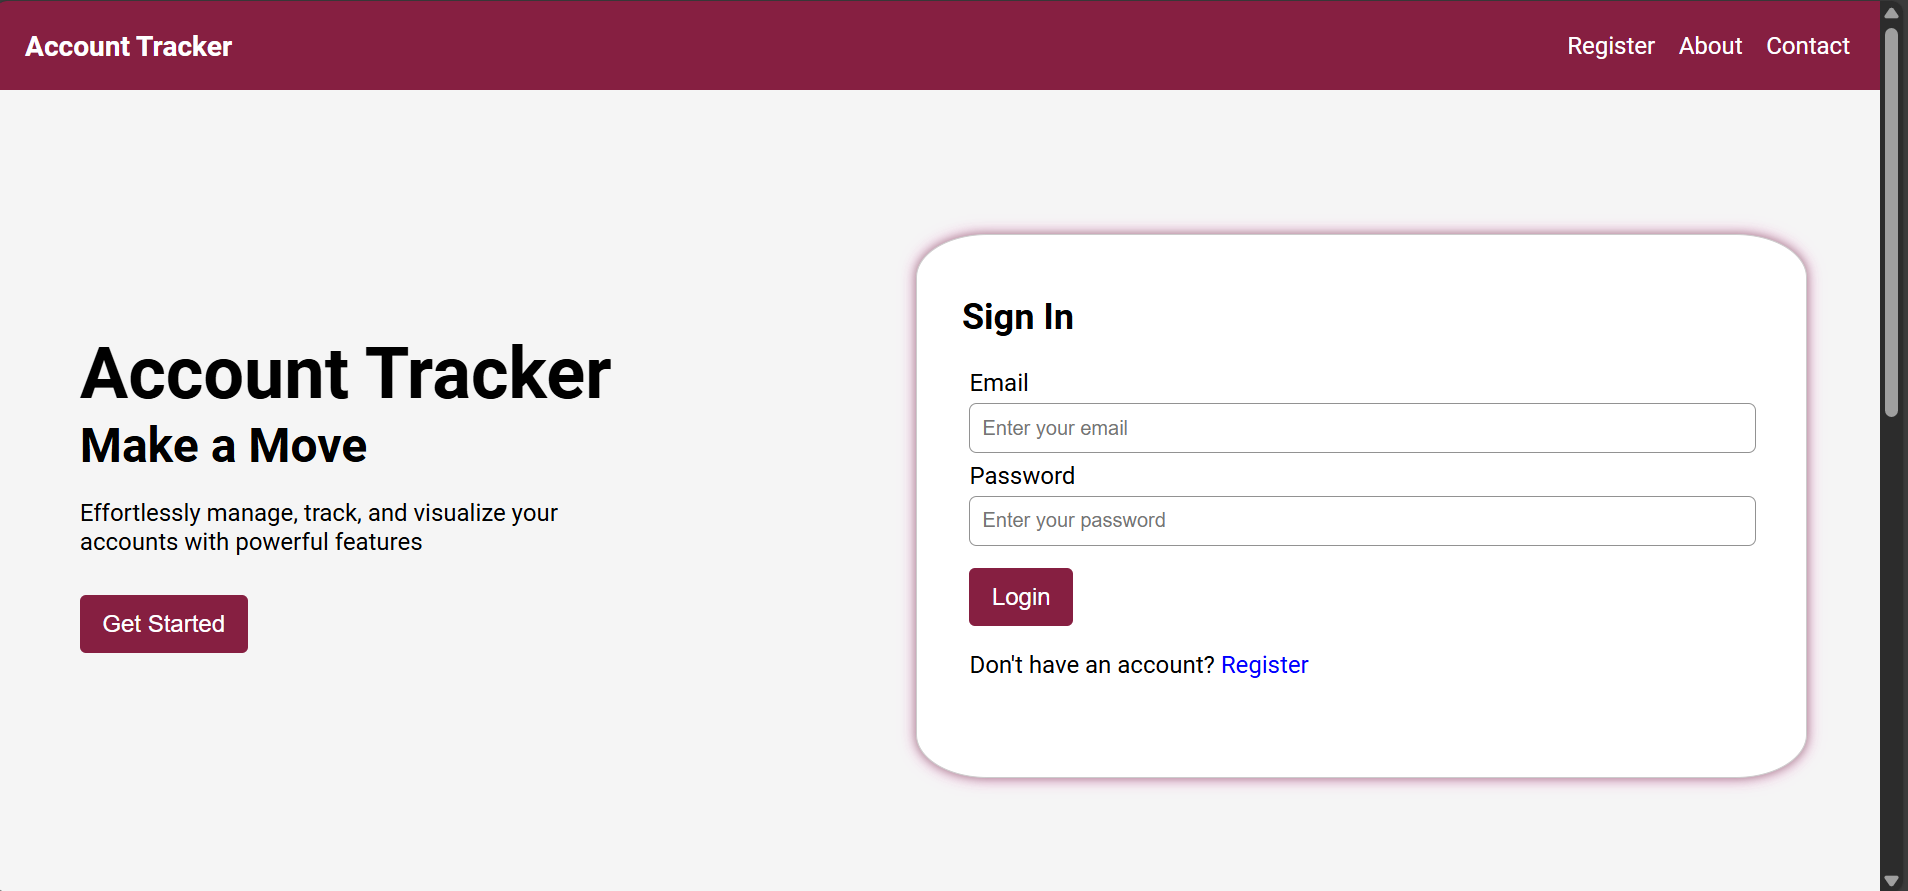 Account Tracker
Register About Contact
Account Tracker
Make a Move
Effortlessly manage, track, and visualize your
accounts with powerful features
Get Started
Sign In
Email
Enter your email
Password
Enter your password
Login
Don't have an account? Register